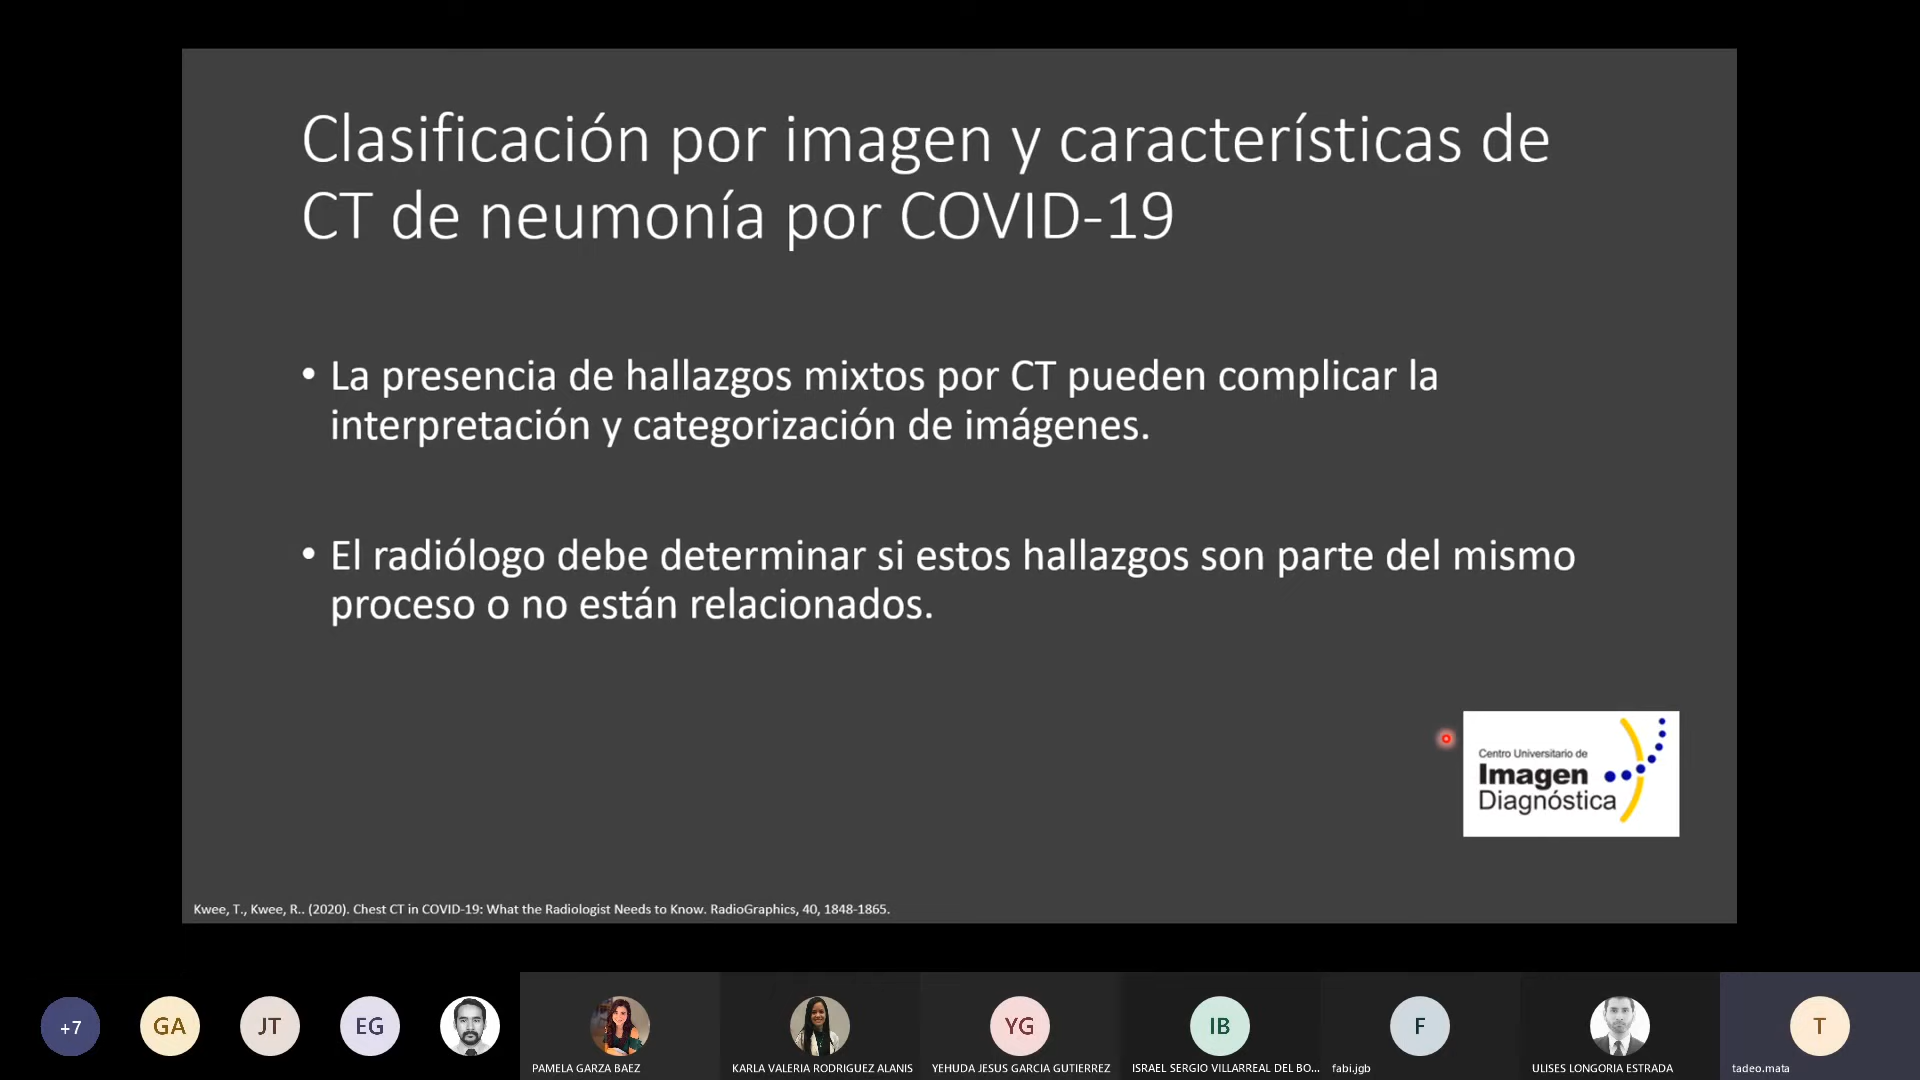 Clasificación por imagen y características de
CT de neumonía por COVID-19
• La presencia de hallazgos mixtos por CT pueden complicar la
interpretación y categorización de imágenes.
• El radiólogo debe determinar si estos hallazgos son parte del mismo
proceso o no están relacionados.
Centro Universitario de
Imagen
Diagnóstica
Kwee, T., Kwee, R.. (2020). Chest CT in COVID-19: What the Radiologist Needs to Know. RadioGraphics, 40, 1848-1865.
+7
GA
JT
EG
YG
IB
F
T
PAMELA GARZA BAEZ
KARLA VALERIA RODRIGUEZ ALANIS
YEHUDA JESUS GARCIA GUTIERREZ
ISRAEL SERGIO VILLARREAL DEL BO...
fabi.jgb
ULISES LONGORIA ESTRADA
tadeo.mata